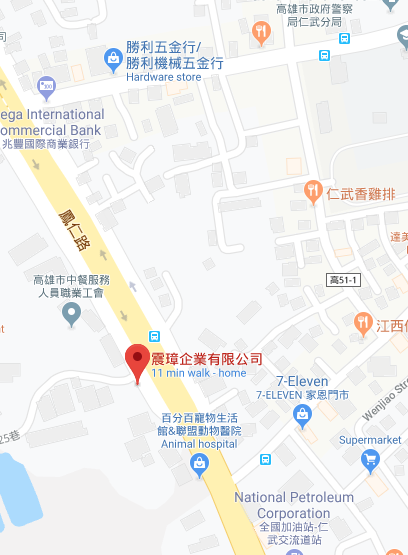 高雄市政府警察
局仁武分局
司
勝利五金行/
勝利機械五金行
Hardware store
ega International
ommercial Bank
兆豐國際商業銀行
仁武香雞排
鳳仁路
達美
高51-1
高雄市中餐服務
人員職業工會
江西
nt
震璋企業有限公司
11 min walk - home
7-Eleven
7-ELEVEN 家恩門市
Wenjiao Stre
百分百寵物生活
館&聯盟動物醫院
Animal hospital
25巷
Supermarket
National Petroleum
Corporation
全國加油站-仁
武交流道站